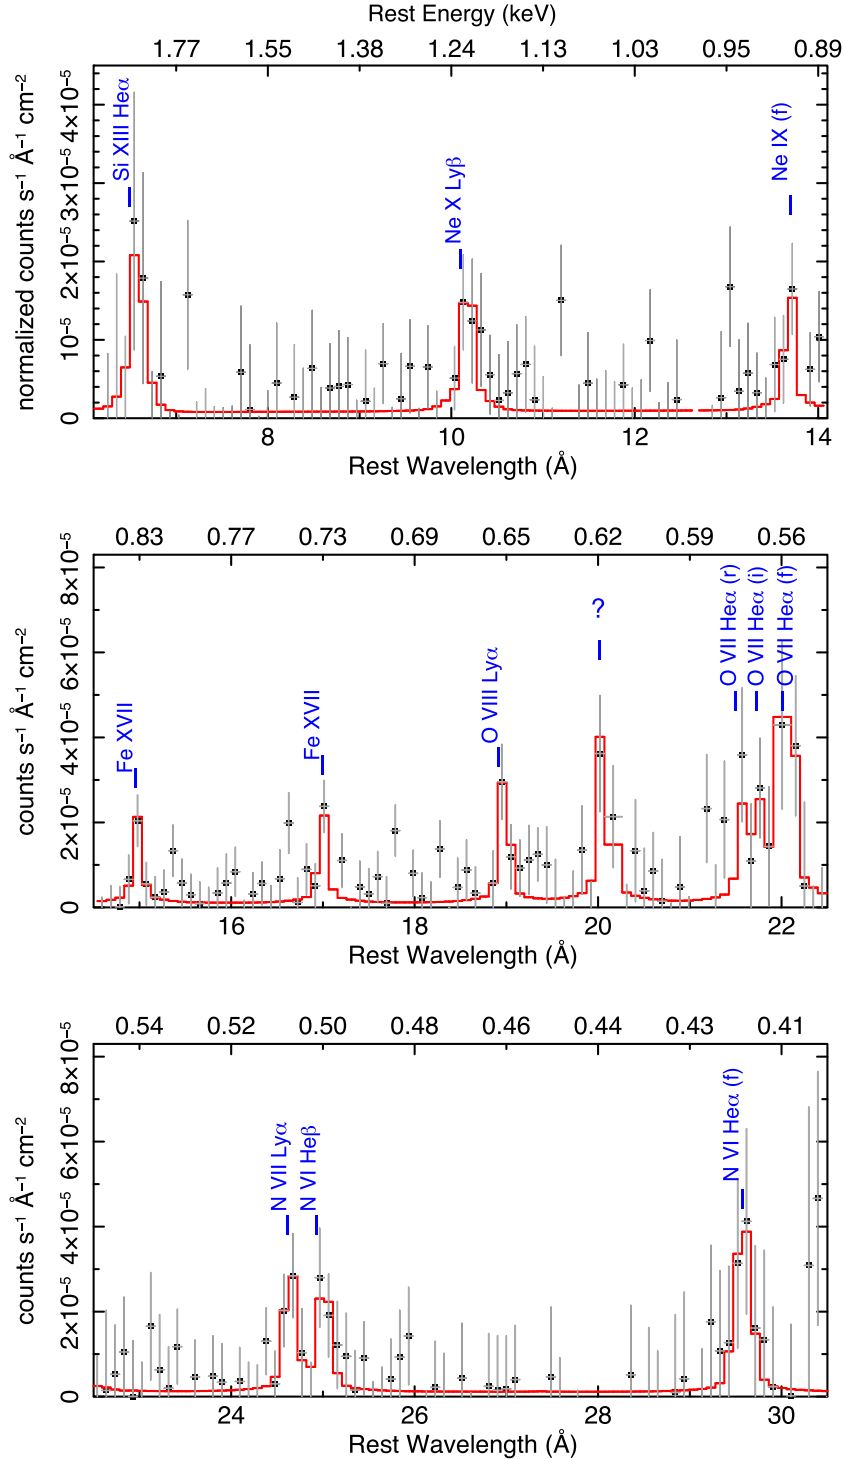 Rest Energy (keV)
1.77 1.55 1.38 1.24 1.13 1.03 0.95 0.89
normalized counts s⁻¹ Å⁻¹ cm⁻²
0 10⁻⁵ 2×10⁻⁵ 3×10⁻⁵ 4×10⁻⁵
Si XIII Heα
Ne X Lyβ
Ne IX (f)
8 10 12 14
Rest Wavelength (Å)
0.83 0.77 0.73 0.69 0.65 0.62 0.59 0.56
counts s⁻¹ Å⁻¹ cm⁻²
0 2×10⁻⁵ 4×10⁻⁵ 6×10⁻⁵ 8×10⁻⁵
Fe XVII
Fe XVII
O VIII Lyα
?
O VII Heα (r)
O VII Heα (i)
O VII Heα (f)
16 18 20 22
Rest Wavelength (Å)
0.54 0.52 0.50 0.48 0.46 0.44 0.43 0.41
counts s⁻¹ Å⁻¹ cm⁻²
0 2×10⁻⁵ 4×10⁻⁵ 6×10⁻⁵ 8×10⁻⁵
N VII Lyα
N VI Heβ
N VI Heα (f)
24 26 28 30
Rest Wavelength (Å)